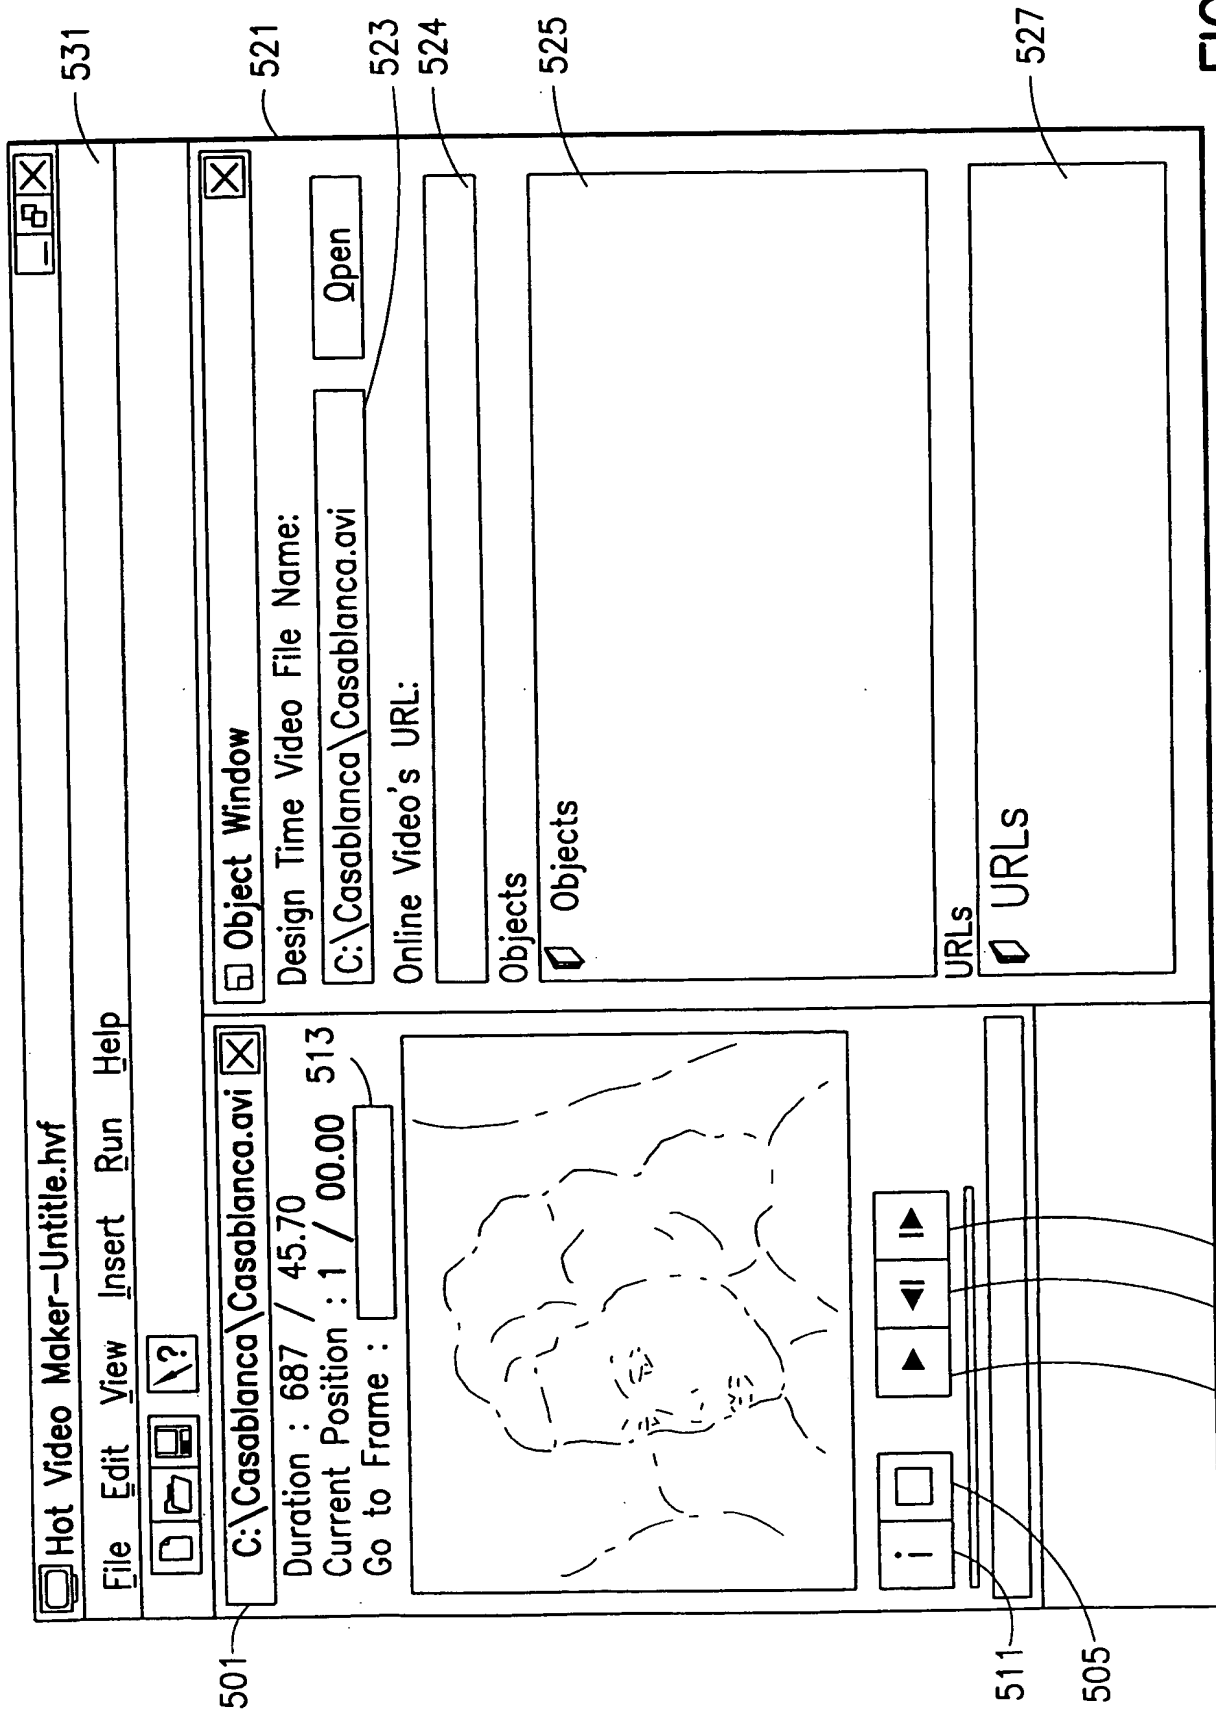 Hot Video Maker-Untitle.hvf
File Edit View Insert Run Help
?
531
C:\Casablanca\Casablanca.avi
501
Duration : 687 / 45.70
Current Position : 1 / 00.00
Go to Frame :
513
i
511
505
Object Window
521
Design Time Video File Name:
C:\Casablanca\Casablanca.avi
Open
523
Online Video's URL:
524
Objects
Objects
525
URLs
URLs
527